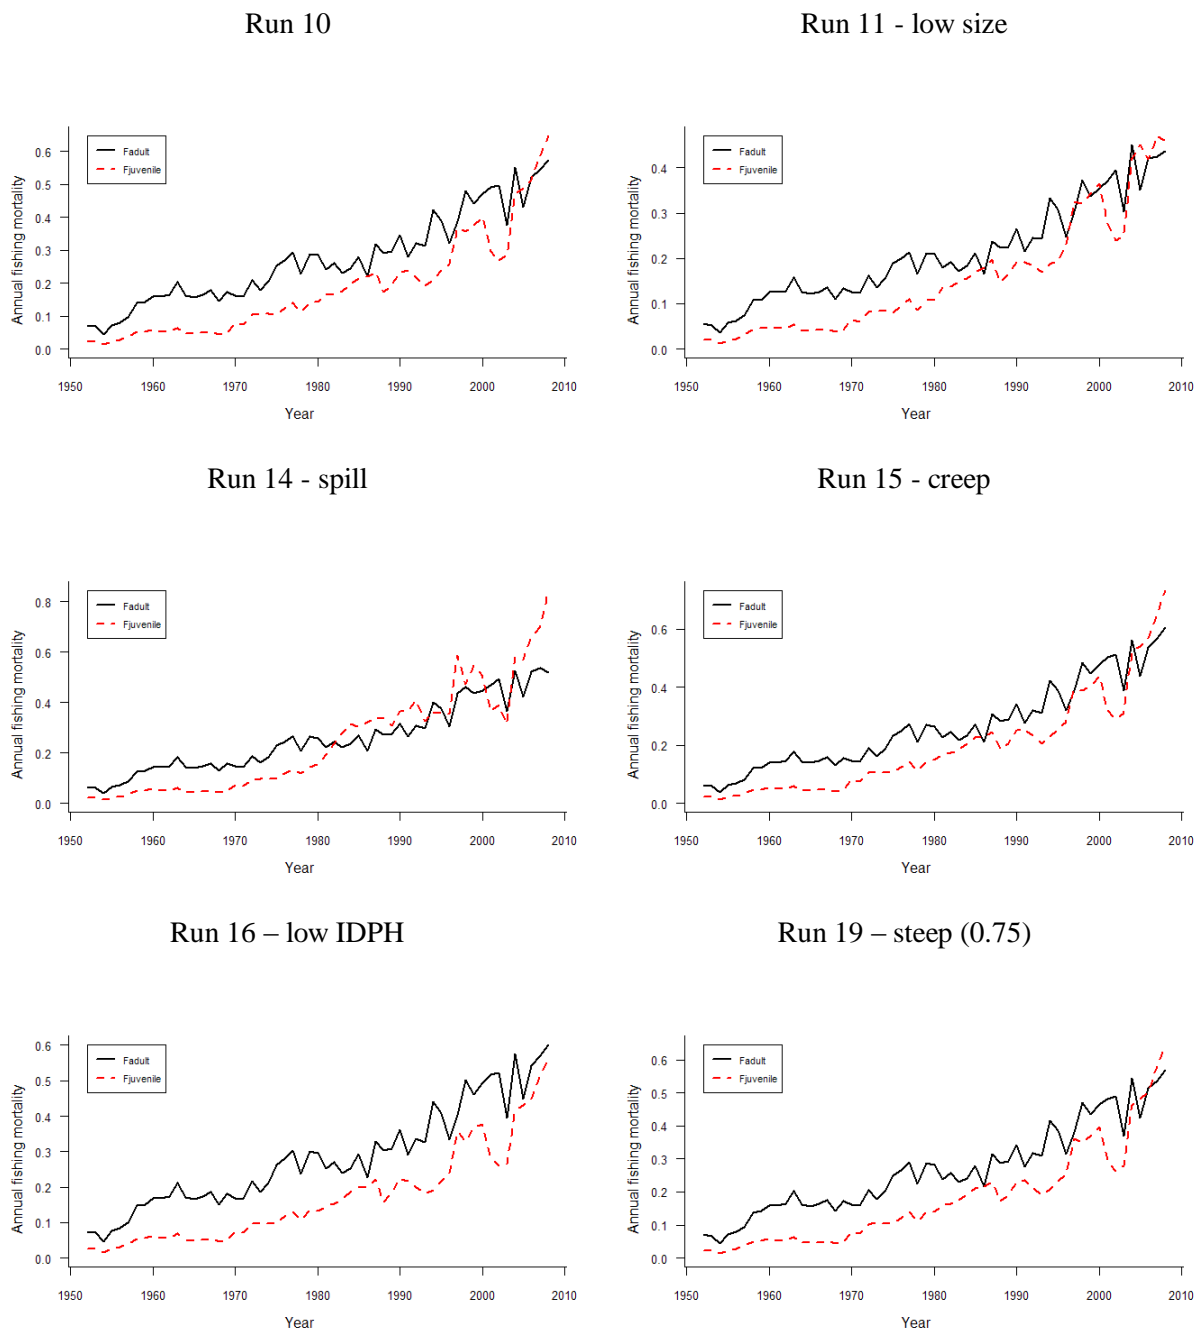 Run 10
Run 11 - low size
Annual fishing mortality
0.6
0.5
0.4
0.3
0.2
0.1
0.0
Fadult
Fjuvenile
1950 1960 1970 1980 1990 2000 2010
Year
Annual fishing mortality
0.4
0.3
0.2
0.1
0.0
Fadult
Fjuvenile
1950 1960 1970 1980 1990 2000 2010
Year
Run 14 - spill
Run 15 - creep
Annual fishing mortality
0.8
0.6
0.4
0.2
0.0
Fadult
Fjuvenile
1950 1960 1970 1980 1990 2000 2010
Year
Annual fishing mortality
0.6
0.4
0.2
0.0
Fadult
Fjuvenile
1950 1960 1970 1980 1990 2000 2010
Year
Run 16 – low IDPH
Run 19 – steep (0.75)
Annual fishing mortality
0.6
0.5
0.4
0.3
0.2
0.1
0.0
Fadult
Fjuvenile
1950 1960 1970 1980 1990 2000 2010
Year
Annual fishing mortality
0.6
0.5
0.4
0.3
0.2
0.1
0.0
Fadult
Fjuvenile
1950 1960 1970 1980 1990 2000 2010
Year